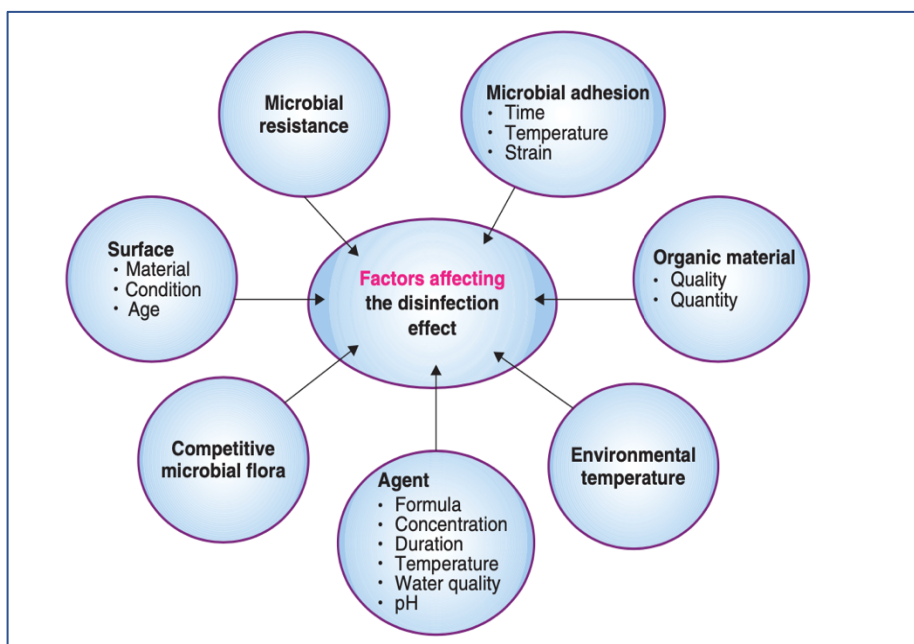 Microbial
resistance
Microbial adhesion
· Time
· Temperature
· Strain
Surface
· Material
· Condition
· Age
Factors affecting
the disinfection
effect
Organic material
· Quality
· Quantity
Competitive
microbial flora
Agent
· Formula
· Concentration
· Duration
· Temperature
· Water quality
· pH
Environmental
temperature